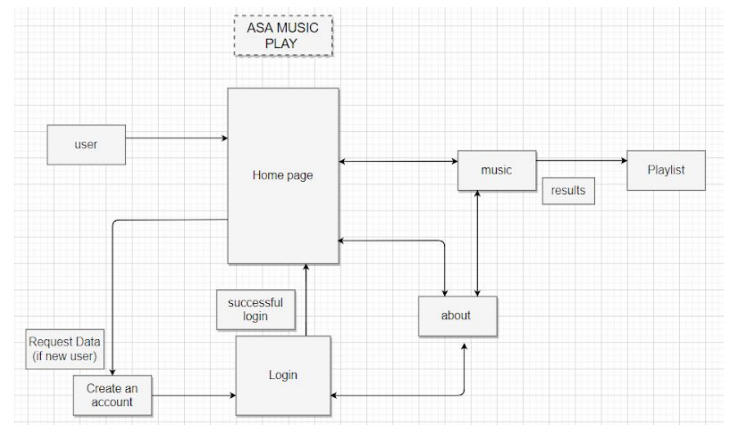 ASA MUSIC
PLAY
user
Home page
music
results
Playlist
successful
login
about
Request Data
(if new user)
Login
Create an
account